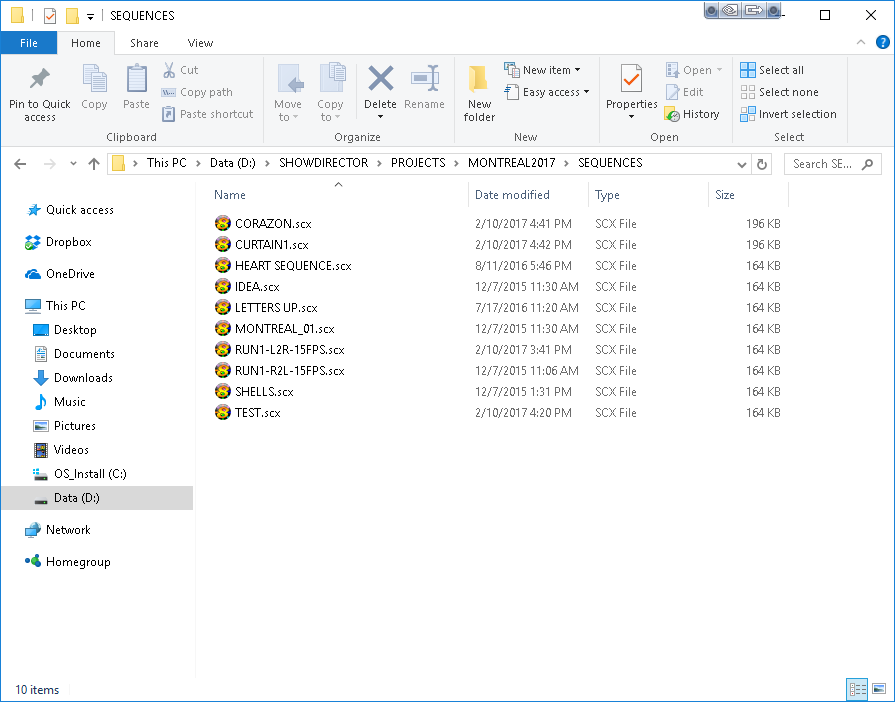 SEQUENCES
File Home Share View
Pin to Quick access
Copy
Paste
Cut
Copy path
Paste shortcut
Clipboard
Move to
Copy to
Delete
Rename
Organize
New folder
New item
Easy access
New
Properties
Open
Edit
History
Open
Select all
Select none
Invert selection
Select
This PC > Data (D:) > SHOWDIRECTOR > PROJECTS > MONTREAL2017 > SEQUENCES
Search SE...
Quick access
Dropbox
OneDrive
This PC
Desktop
Documents
Downloads
Music
Pictures
Videos
OS_Install (C:)
Data (D:)
Network
Homegroup
Name Date modified Type Size
CORAZON.scx 2/10/2017 4:41 PM SCX File 196 KB
CURTAIN1.scx 2/10/2017 4:42 PM SCX File 196 KB
HEART SEQUENCE.scx 8/11/2016 5:46 PM SCX File 164 KB
IDEA.scx 12/7/2015 11:30 AM SCX File 164 KB
LETTERS UP.scx 7/17/2016 11:20 AM SCX File 164 KB
MONTREAL_01.scx 12/7/2015 11:30 AM SCX File 164 KB
RUN1-L2R-15FPS.scx 2/10/2017 3:41 PM SCX File 164 KB
RUN1-R2L-15FPS.scx 12/7/2015 11:06 AM SCX File 164 KB
SHELLS.scx 12/7/2015 1:31 PM SCX File 164 KB
TEST.scx 2/10/2017 4:20 PM SCX File 164 KB
10 items